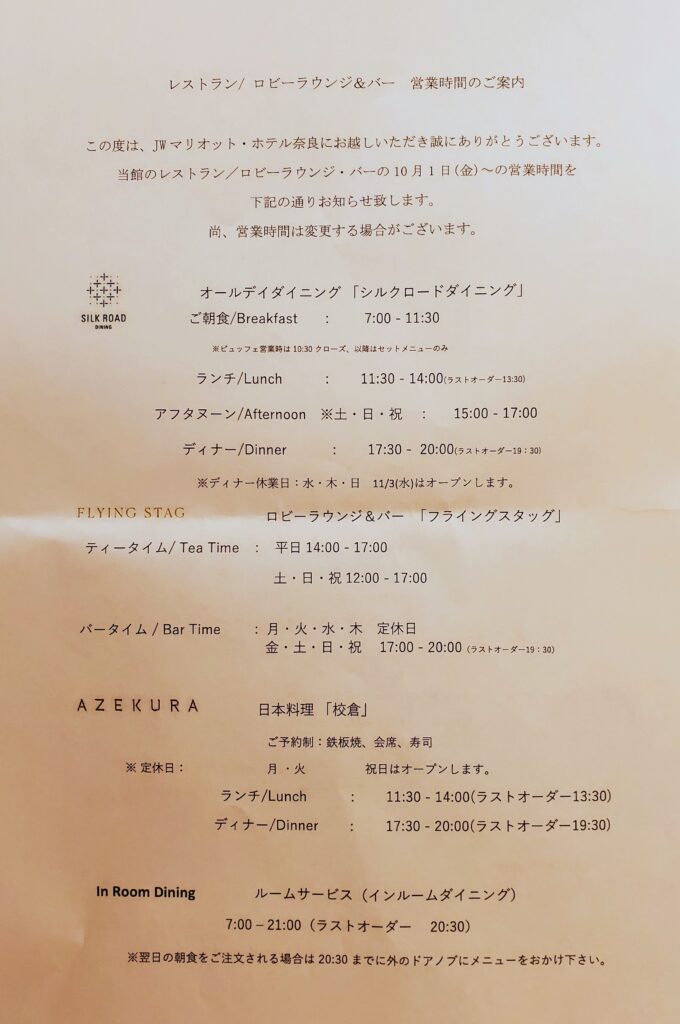 レストラン/ ロビーラウンジ＆バー　営業時間のご案内
この度は、JWマリオット・ホテル奈良にお越しいただき誠にありがとうございます。
当館のレストラン／ロビーラウンジ・バーの10月1日(金)～の営業時間を
下記の通りお知らせ致します。
尚、営業時間は変更する場合がございます。
SILK ROAD
DINING
オールデイダイニング「シルクロードダイニング」
ご朝食/Breakfast　：　7:00 - 11:30
※ビュッフェ営業時は10:30クローズ、以降はセットメニューのみ
ランチ/Lunch　：　11:30 - 14:00(ラストオーダー13:30)
アフタヌーン/Afternoon　※土・日・祝　：　15:00 - 17:00
ディナー/Dinner　：　17:30 - 20:00(ラストオーダー19：30)
※ディナー休業日：水・木・日　11/3(水)はオープンします。
FLYING STAG　ロビーラウンジ＆バー　「フライングスタッグ」
ティータイム/ Tea Time　：　平日 14:00 - 17:00
土・日・祝 12:00 - 17:00
バータイム / Bar Time　：月・火・水・木　定休日
金・土・日・祝　17:00 - 20:00（ラストオーダー19：30）
AZEKURA　日本料理「校倉」
ご予約制：鉄板焼、会席、寿司
※ 定休日：　月・火　祝日はオープンします。
ランチ/Lunch　：　11:30 - 14:00(ラストオーダー13:30)
ディナー/Dinner　：　17:30 - 20:00(ラストオーダー19:30)
In Room Dining　ルームサービス（インルームダイニング）
7:00 – 21:00（ラストオーダー　20:30）
※翌日の朝食をご注文される場合は20:30までに外のドアノブにメニューをおかけ下さい。